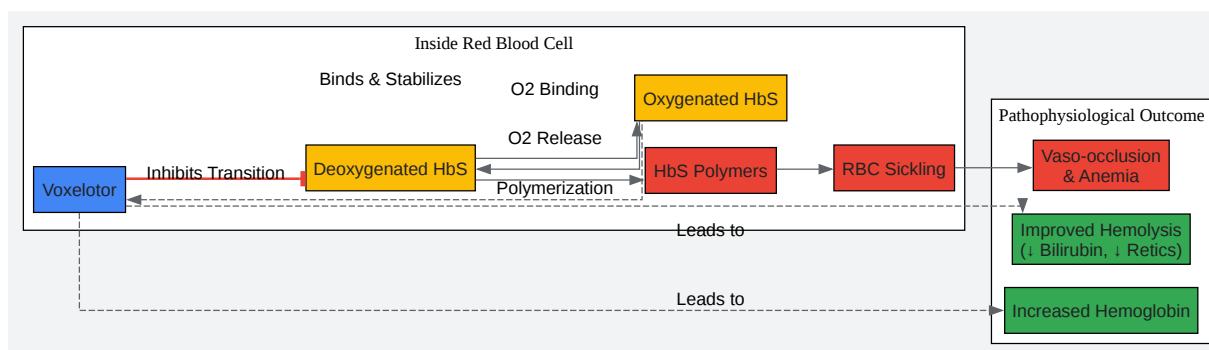 Inside Red Blood Cell
Binds & Stabilizes
O2 Binding
Oxygenated HbS
Pathophysiological Outcome
O2 Release
Inhibits Transition
Deoxygenated HbS
Voxelotor
Polymerization
HbS Polymers
RBC Sickling
Vaso-occlusion
& Anemia
Leads to
Improved Hemolysis
(↓ Bilirubin, ↓ Retics)
Leads to
Increased Hemoglobin